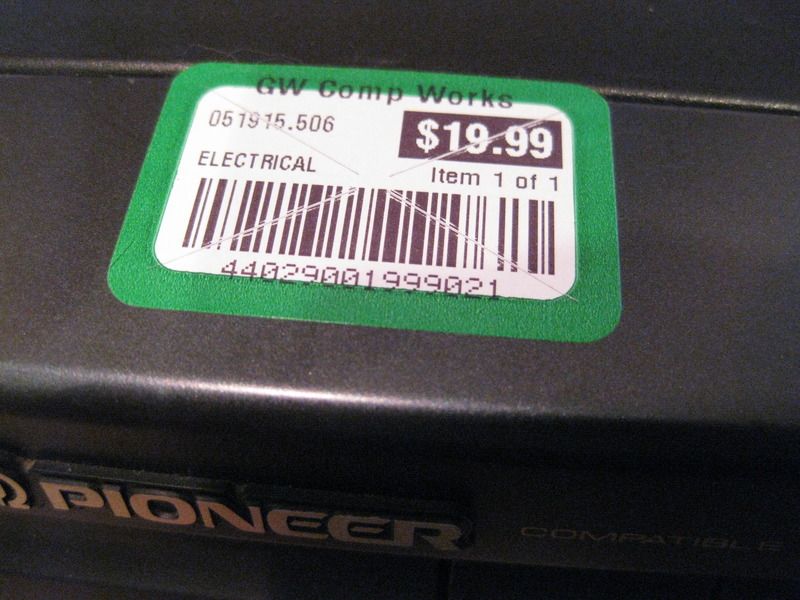 GW Comp Works
051915.506
$19.99
ELECTRICAL
Item 1 of 1
44029001999021
PIONEER
COMPATIBLE